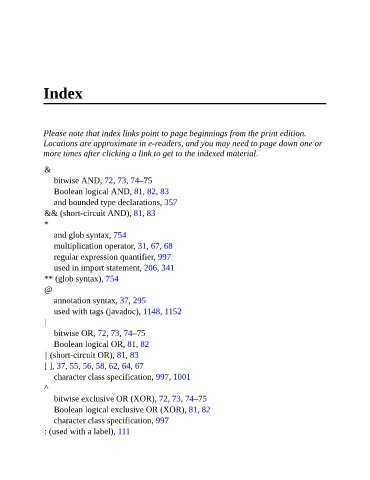 Index
Please note that index links point to page beginnings from the print edition.
Locations are approximate in e-readers, and you may need to page down one or
more times after clicking a link to get to the indexed material.
&
bitwise AND, 72, 73, 74–75
Boolean logical AND, 81, 82, 83
and bounded type declarations, 357
&& (short-circuit AND), 81, 83
*
and glob syntax, 754
multiplication operator, 31, 67, 68
regular expression quantifier, 997
used in import statement, 206, 341
** (glob syntax), 754
@
annotation syntax, 37, 295
used with tags (javadoc), 1148, 1152
|
bitwise OR, 72, 73, 74–75
Boolean logical OR, 81, 82
| (short-circuit OR), 81, 83
[ ], 37, 55, 56, 58, 62, 64, 67
character class specification, 997, 1001
^
bitwise exclusive OR (XOR), 72, 73, 74–75
Boolean logical exclusive OR (XOR), 81, 82
character class specification, 997
: (used with a label), 111